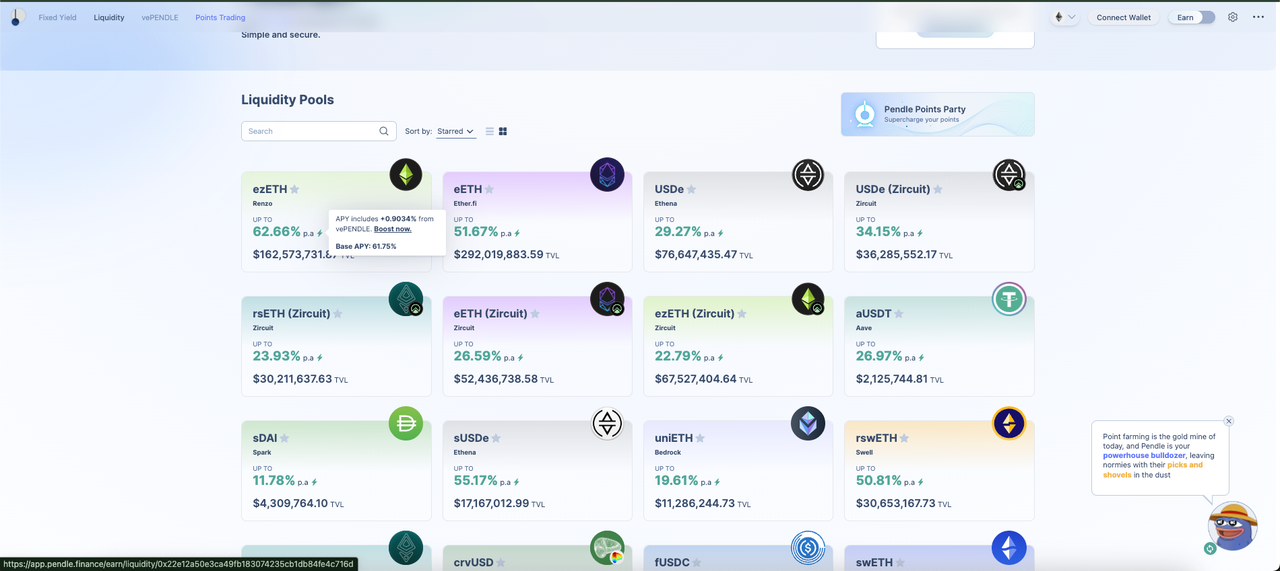 Fixed Yield
Liquidity
vePENDLE
Points Trading
Connect Wallet
Earn
Simple and secure.
Liquidity Pools
Pendle Points Party
Supercharge your points
Search
Sort by: Starred
ezETH
Renzo
UP TO
62.66% p.a
$162,573,731.87 TVL
APY includes +0.9034% from
vePENDLE. Boost now.
Base APY: 61.75%
eETH
Ether.fi
UP TO
51.67% p.a
$292,019,883.59 TVL
USDe
Ethena
UP TO
29.27% p.a
$76,647,435.47 TVL
USDe (Zircuit)
Zircuit
UP TO
34.15% p.a
$36,285,552.17 TVL
rsETH (Zircuit)
Zircuit
UP TO
23.93% p.a
$30,211,637.63 TVL
eETH (Zircuit)
Zircuit
UP TO
26.59% p.a
$52,436,738.58 TVL
ezETH (Zircuit)
Zircuit
UP TO
22.79% p.a
$67,527,404.64 TVL
aUSDT
Aave
UP TO
26.97% p.a
$2,125,744.81 TVL
sDAI
Spark
UP TO
11.78% p.a
$4,309,764.10 TVL
sUSDe
Ethena
UP TO
55.17% p.a
$17,167,012.99 TVL
uniETH
Bedrock
UP TO
19.61% p.a
$11,286,244.73 TVL
rswETH
Swell
UP TO
50.81% p.a
$30,653,167.73 TVL
Point farming is the gold mine of
today, and Pendle is your
powerhouse bulldozer, leaving
normies with their picks and
shovels in the dust
crvUSD
fUSDC
swETH
https://app.pendle.finance/earn/liquidity/0x22e12a50e3ca49fb183074235cb1db84fe4c716d